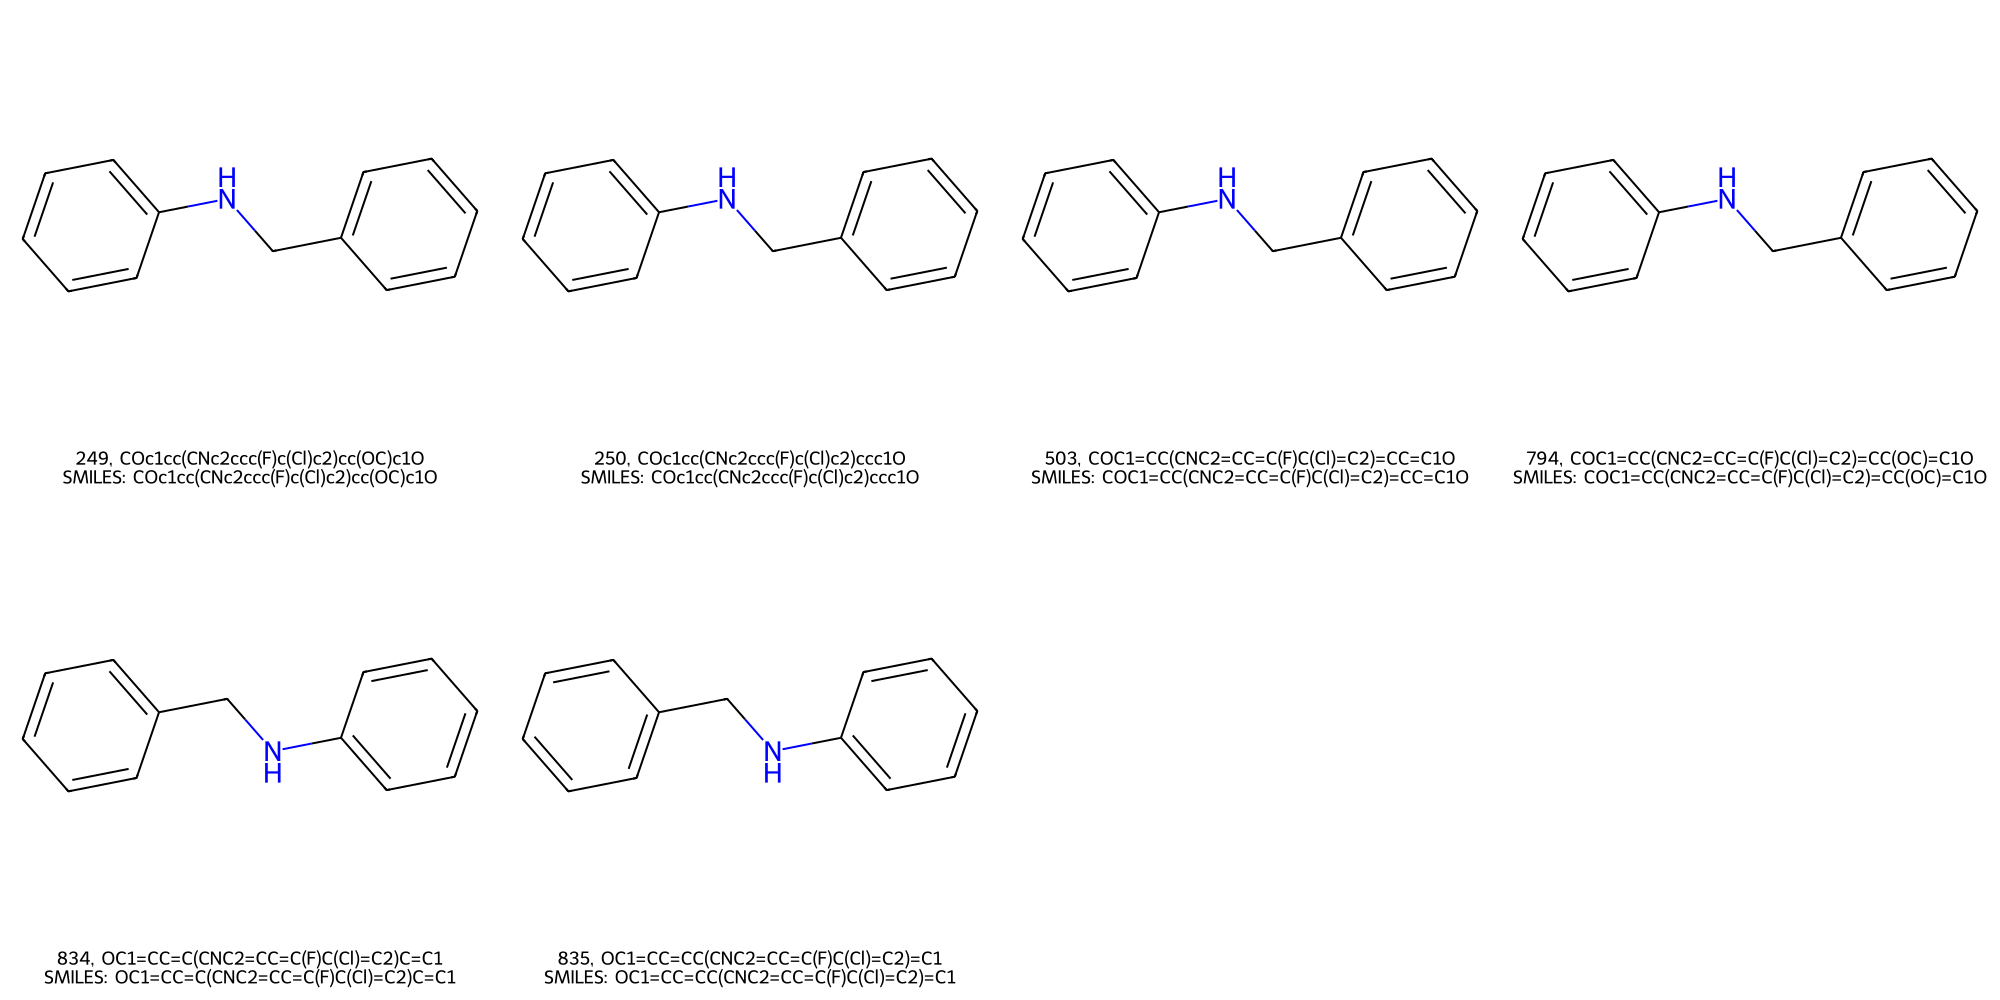 H
N
H
N
H
N
H
N
249, COc1cc(CNc2ccc(F)c(Cl)c2)cc(OC)c1O
SMILES: COc1cc(CNc2ccc(F)c(Cl)c2)cc(OC)c1O
250, COc1cc(CNc2ccc(F)c(Cl)c2)ccc1O
SMILES: COc1cc(CNc2ccc(F)c(Cl)c2)ccc1O
503, COC1=CC(CNC2=CC=C(F)C(Cl)=C2)=CC=C1O
SMILES: COC1=CC(CNC2=CC=C(F)C(Cl)=C2)=CC=C1O
794, COC1=CC(CNC2=CC=C(F)C(Cl)=C2)=CC(OC)=C1O
SMILES: COC1=CC(CNC2=CC=C(F)C(Cl)=C2)=CC(OC)=C1O
N
H
N
H
834, OC1=CC=C(CNC2=CC=C(F)C(Cl)=C2)C=C1
SMILES: OC1=CC=C(CNC2=CC=C(F)C(Cl)=C2)C=C1
835, OC1=CC=CC(CNC2=CC=C(F)C(Cl)=C2)=C1
SMILES: OC1=CC=CC(CNC2=CC=C(F)C(Cl)=C2)=C1